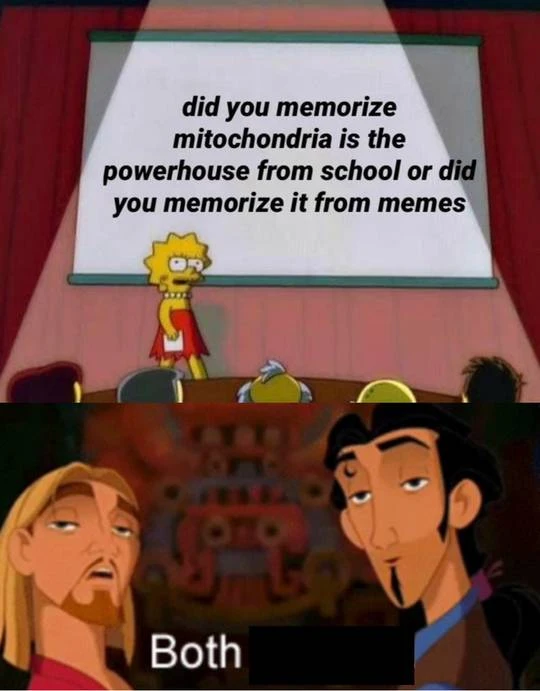 did you memorize
mitochondria is the
powerhouse from school or did
you memorize it from memes
Both